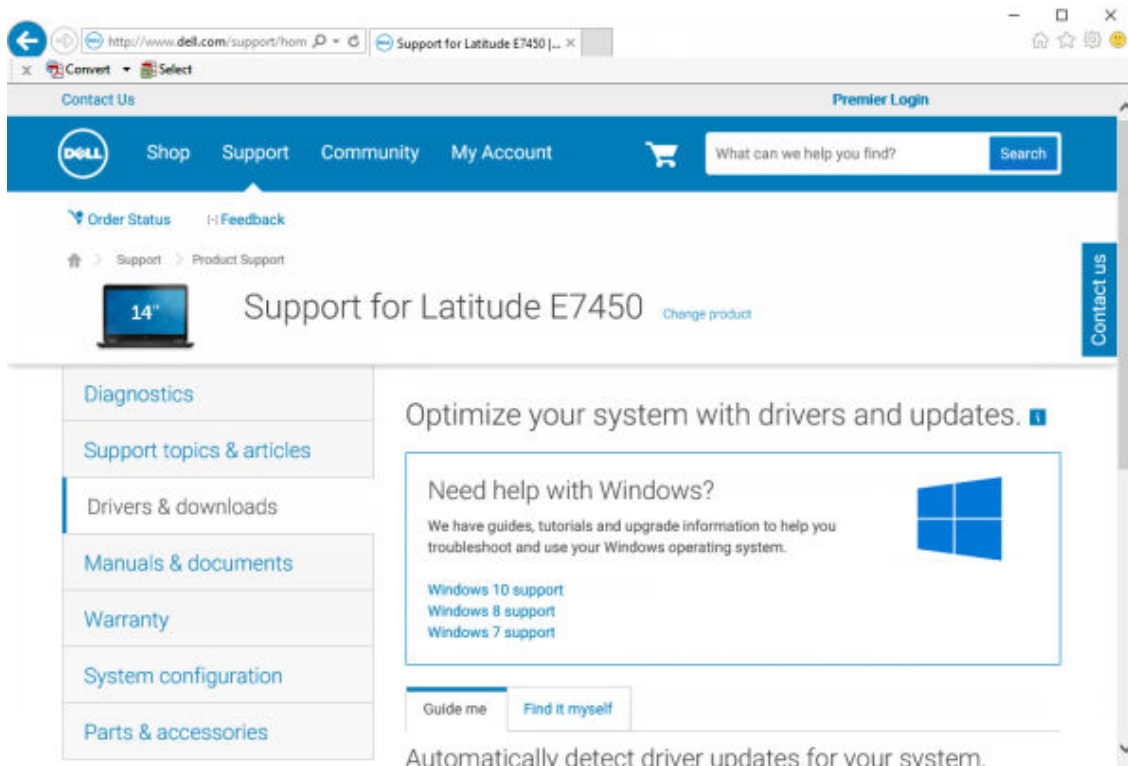 http://www.dell.com/support/hom
Support for Latitude E7450 |...
x Convert Select
Contact Us
Premier Login
DELL
Shop Support Community My Account
What can we help you find?
Search
Order Status
[-] Feedback
Support > Product Support
14"
Support for Latitude E7450
Change product
Contact us
Diagnostics
Support topics & articles
Drivers & downloads
Manuals & documents
Warranty
System configuration
Parts & accessories
Optimize your system with drivers and updates.
Need help with Windows?
We have guides, tutorials and upgrade information to help you
troubleshoot and use your Windows operating system.
Windows 10 support
Windows 8 support
Windows 7 support
Guide me
Find it myself
Automatically detect driver updates for your system.